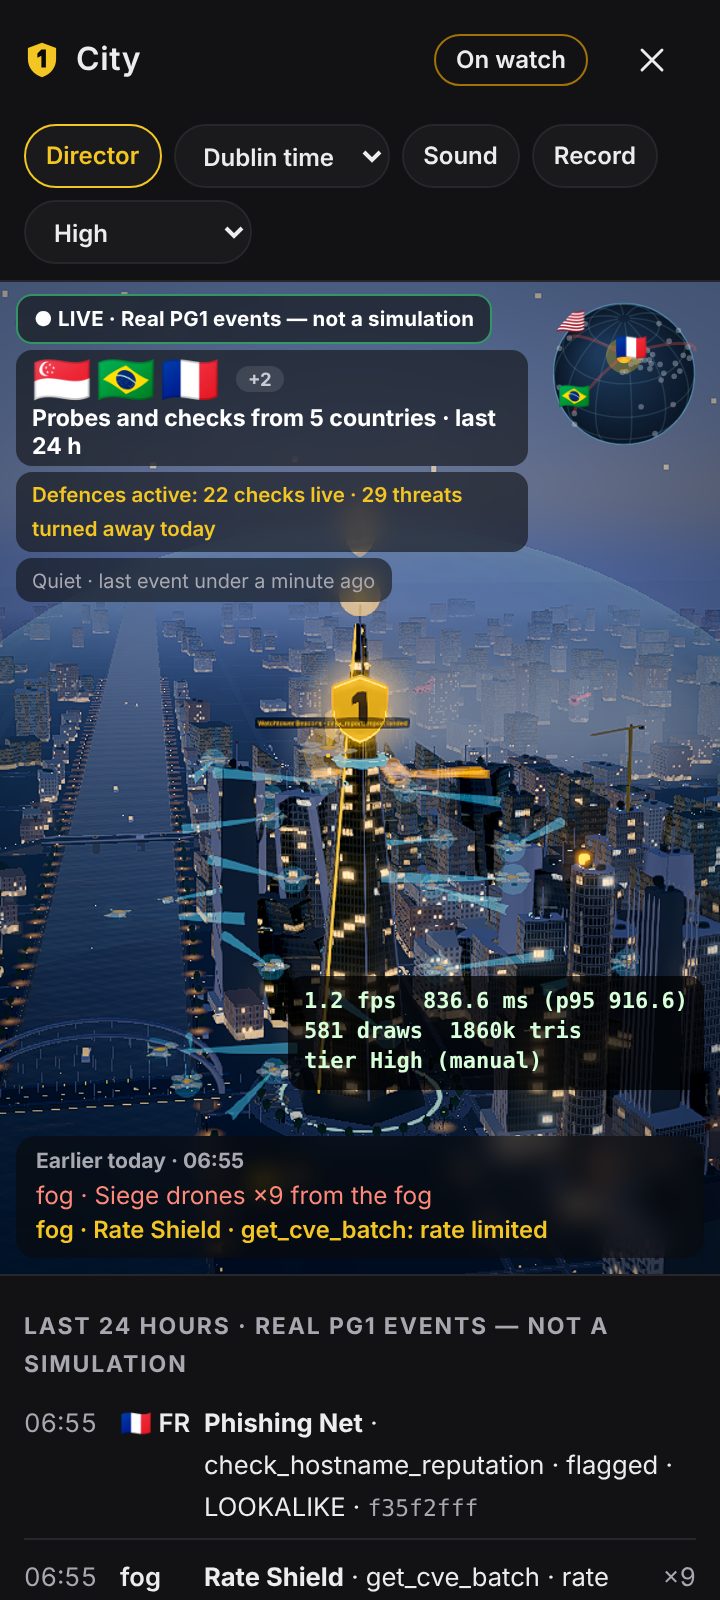 1 City On watch
Director Dublin time Sound Record
High
LIVE · Real PG1 events — not a simulation
+2
Probes and checks from 5 countries · last
24 h
Defences active: 22 checks live · 29 threats
turned away today
Quiet · last event under a minute ago
1
1.2 fps 836.6 ms (p95 916.6)
581 draws 1860k tris
tier High (manual)
Earlier today · 06:55
fog · Siege drones ×9 from the fog
fog · Rate Shield · get_cve_batch: rate limited
LAST 24 HOURS · REAL PG1 EVENTS — NOT A
SIMULATION
06:55 FR Phishing Net ·
check_hostname_reputation · flagged ·
LOOKALIKE · f35f2fff
06:55 fog Rate Shield · get_cve_batch · rate ×9